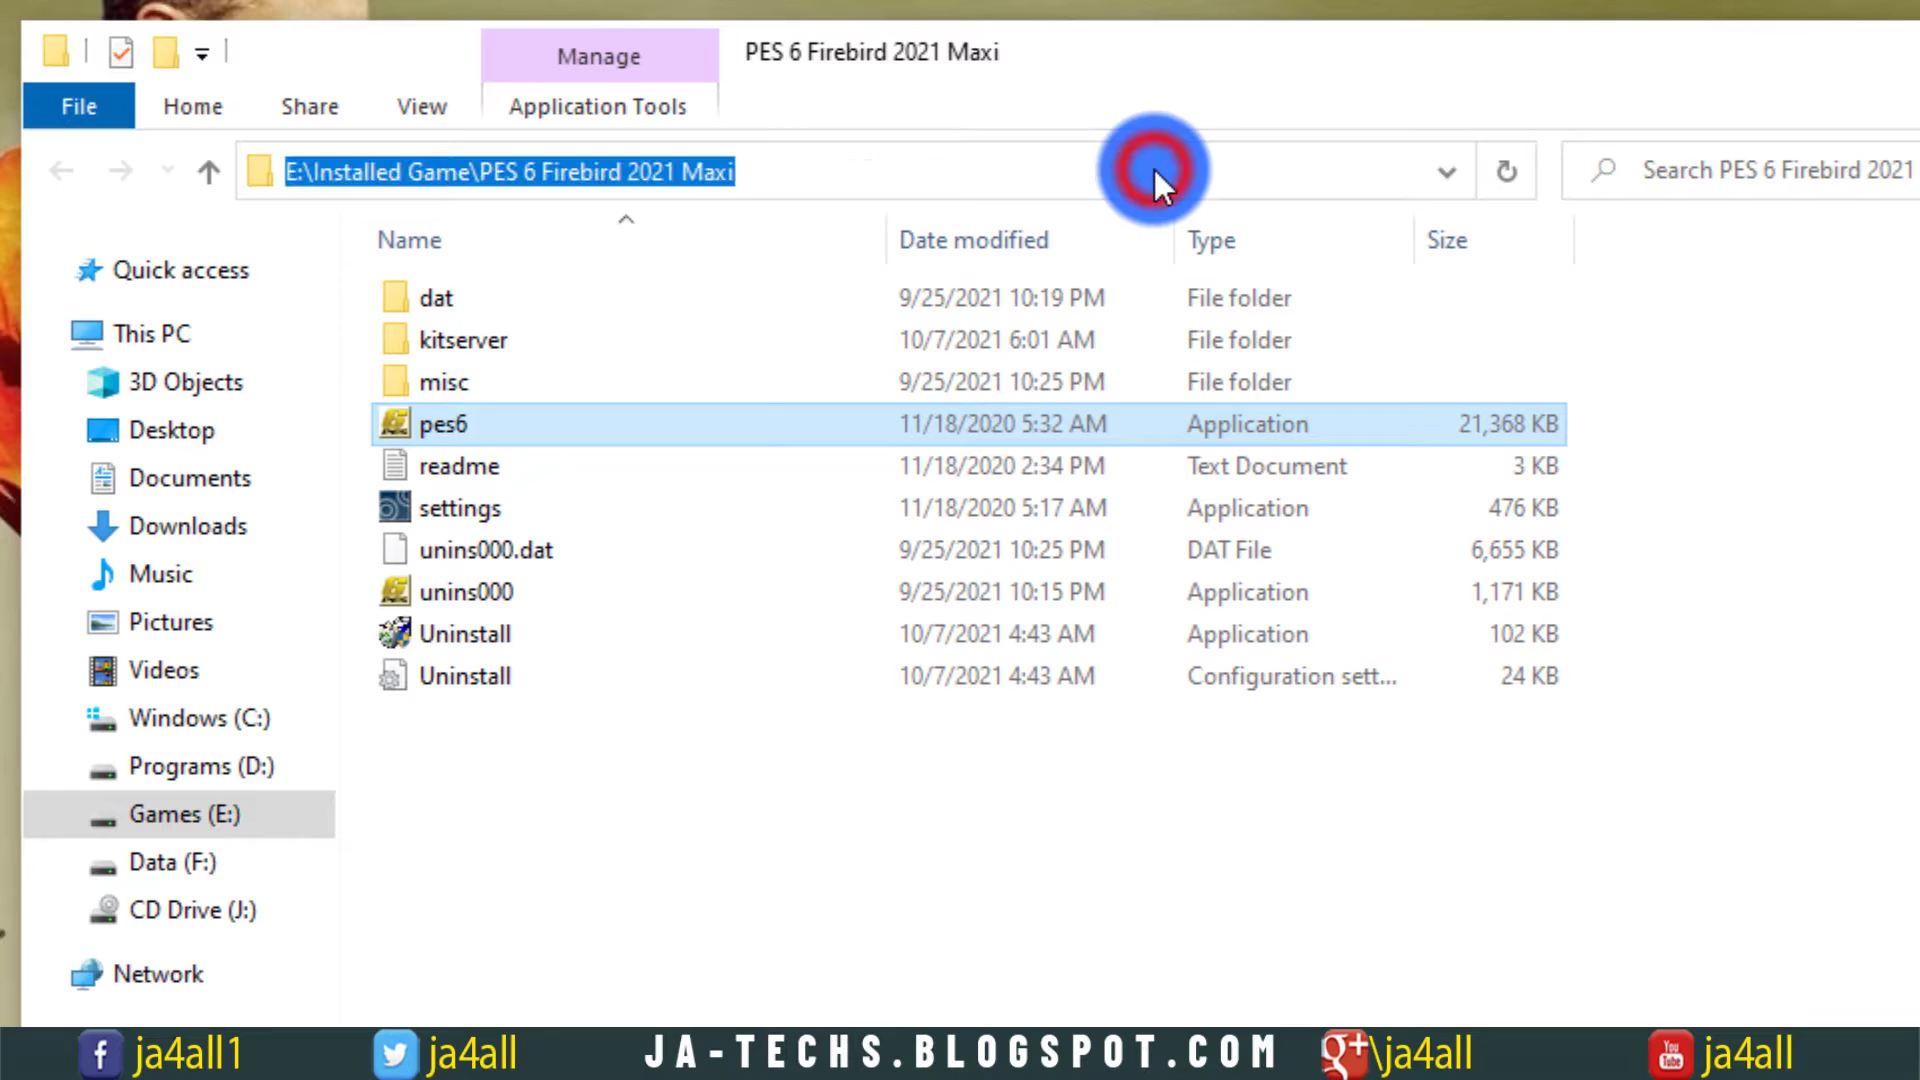 Manage
PES 6 Firebird 2021 Maxi
File
Home
Share
View
Application Tools
E:\Installed Game\PES 6 Firebird 2021 Maxi
Search PES 6 Firebird 2021
Name
Date modified
Type
Size
Quick access
This PC
3D Objects
Desktop
Documents
Downloads
Music
Pictures
Videos
Windows (C:)
Programs (D:)
Games (E:)
Data (F:)
CD Drive (J:)
Network
dat 9/25/2021 10:19 PM File folder
kitserver 10/7/2021 6:01 AM File folder
misc 9/25/2021 10:25 PM File folder
pes6 11/18/2020 5:32 AM Application 21,368 KB
readme 11/18/2020 2:34 PM Text Document 3 KB
settings 11/18/2020 5:17 AM Application 476 KB
unins000.dat 9/25/2021 10:25 PM DAT File 6,655 KB
unins000 9/25/2021 10:15 PM Application 1,171 KB
Uninstall 10/7/2021 4:43 AM Application 102 KB
Uninstall 10/7/2021 4:43 AM Configuration sett... 24 KB
f ja4all1
ja4all
JA-TECHS.BLOGSPOT.COM
g+ \ja4all
You Tube ja4all